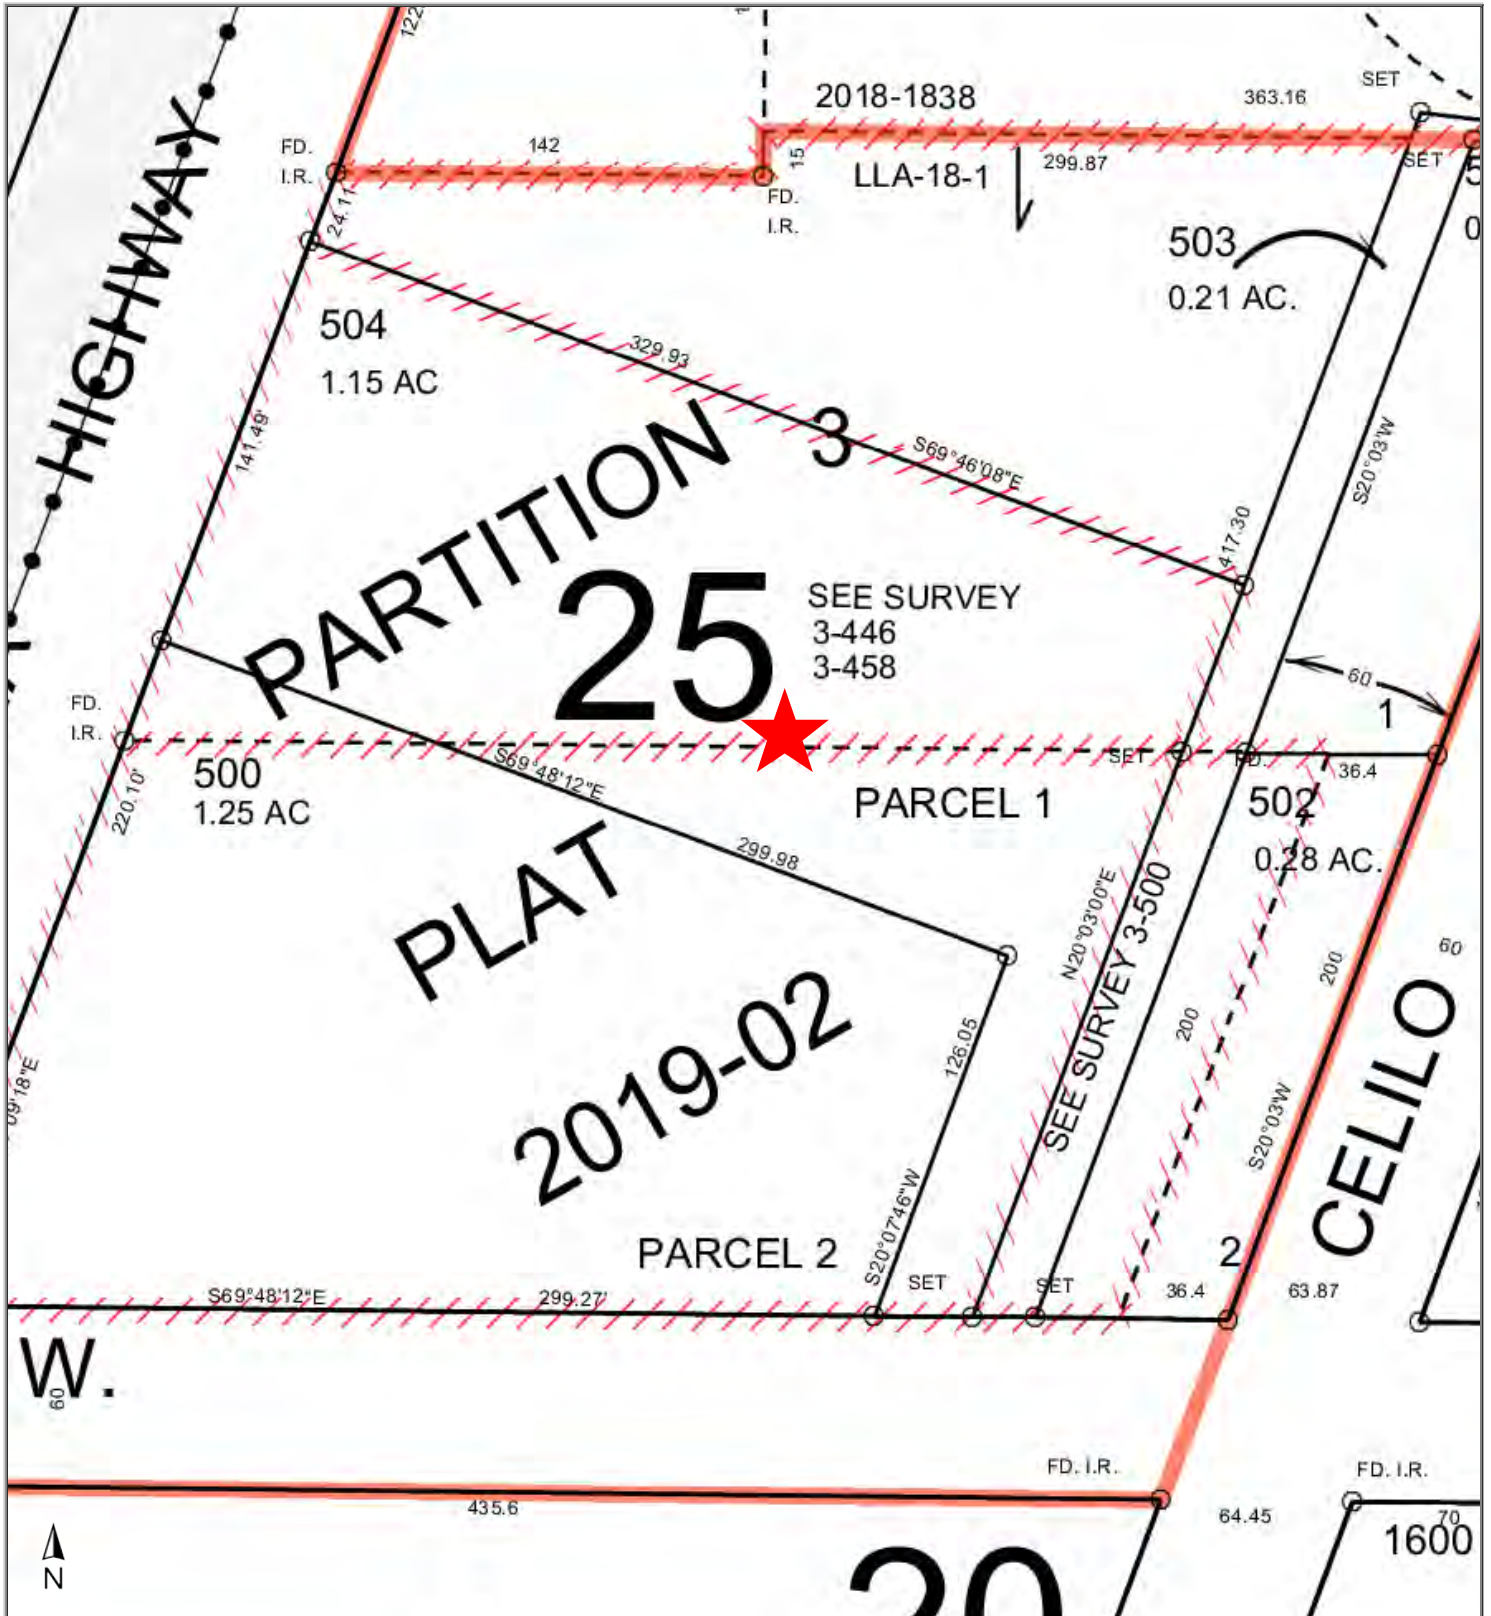 122
SET
2018-1838
363.16
FD.
I.R.
142
15
299.87
SET
LLA-18-1
FD.
I.R.
24.11'
503
0.21 AC.
504
1.15 AC
329.93
3
S69°46'08"E
HIGHWAY
141.49'
S20°03'W
417.30
PARTITION
25
SEE SURVEY
3-446
3-458
60
1
FD.
I.R.
SET
FD.
36.4
500
1.25 AC
S69°48'12"E
PARCEL 1
502
0.28 AC.
220.10'
299.98
PLAT
N20°03'00"E
SEE SURVEY 3-500
200
200
60
CELILO
2019-02
126.05
09'18"E
S20°03'W
S20°07'46"W
PARCEL 2
2
SET
SET
36.4
63.87
S69°48'12"E
299.27'
W.
60
FD. I.R.
FD. I.R.
435.6
64.45
70
1600
N
20